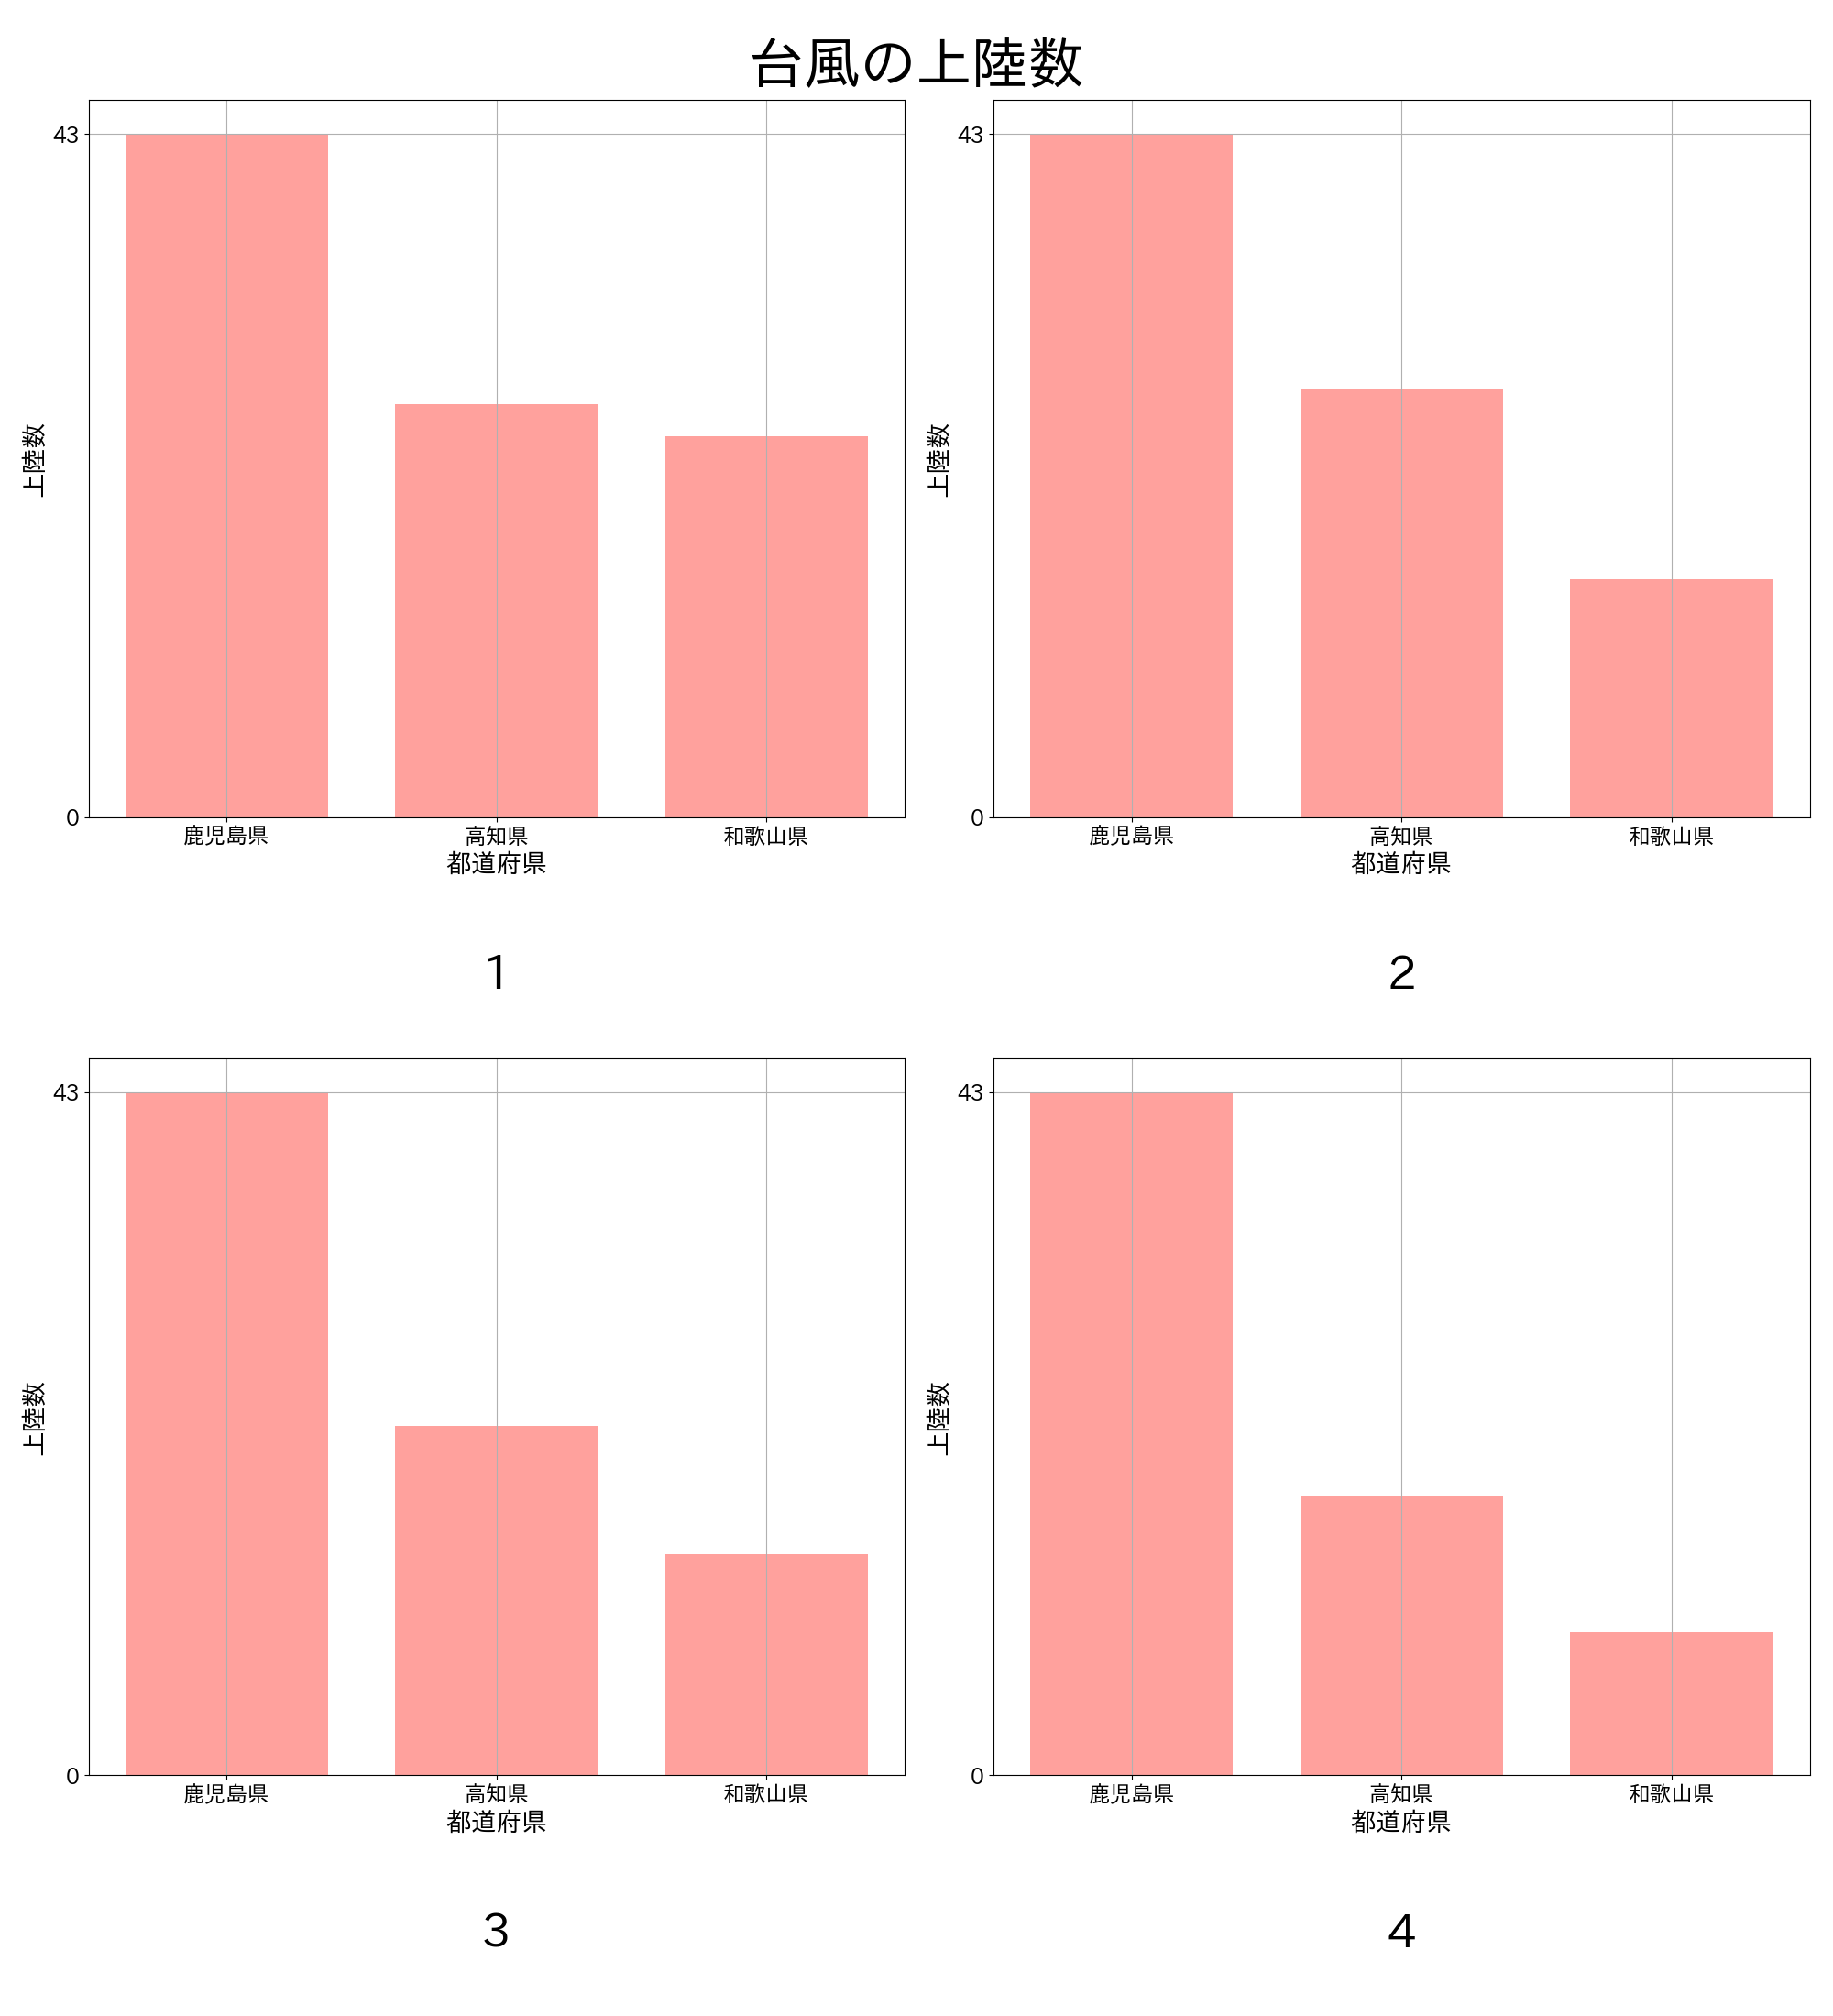 台風の上陸数
43
0
上陸数
鹿児島県
高知県
和歌山県
都道府県
1
43
0
上陸数
鹿児島県
高知県
和歌山県
都道府県
2
43
0
上陸数
鹿児島県
高知県
和歌山県
都道府県
3
43
0
上陸数
鹿児島県
高知県
和歌山県
都道府県
4